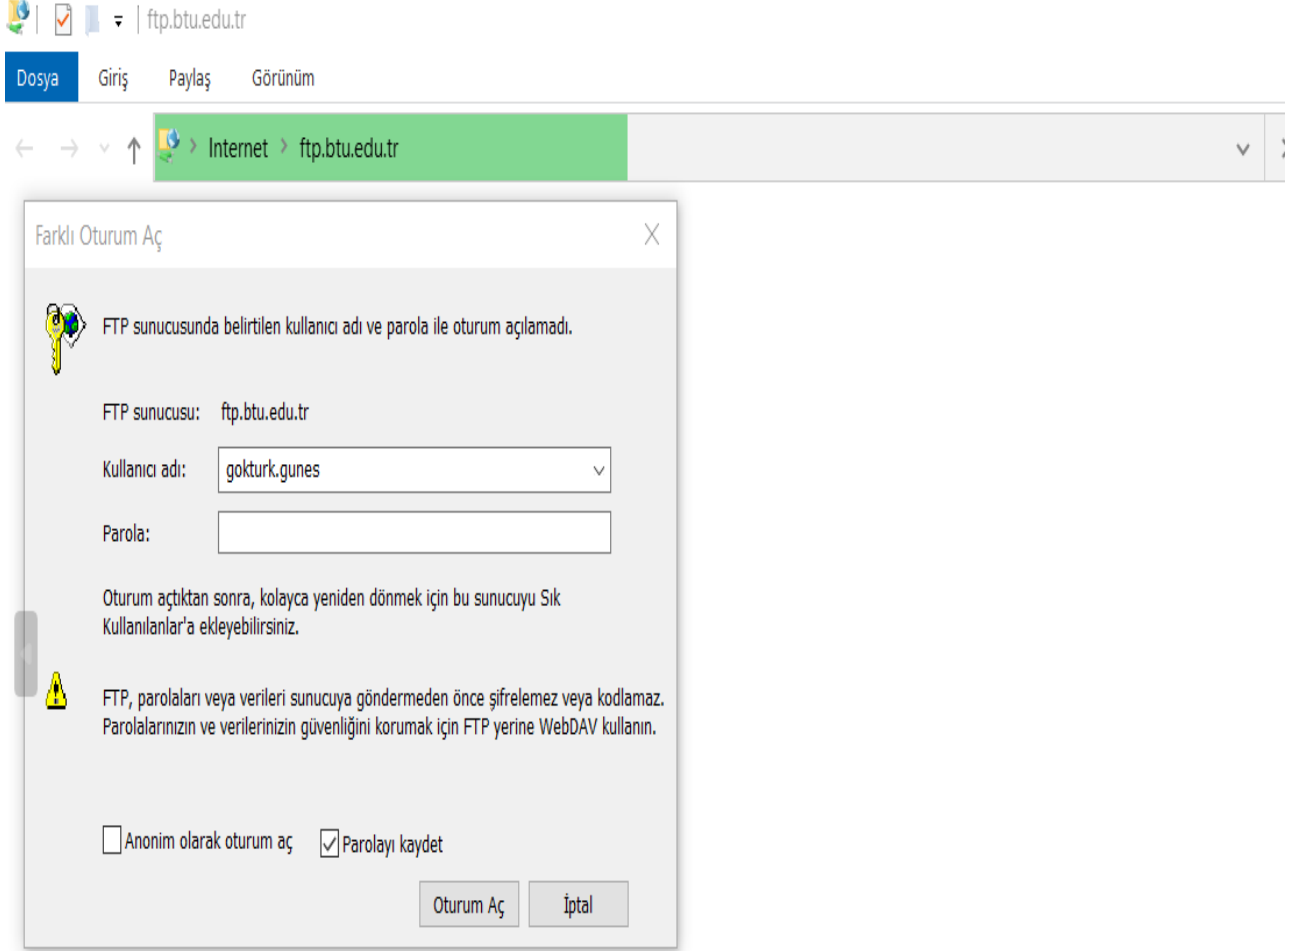 ftp.btu.edu.tr
Dosya Giriş Paylaş Görünüm
Internet ftp.btu.edu.tr
Farklı Oturum Aç
FTP sunucusunda belirtilen kullanıcı adı ve parola ile oturum açılamadı.
FTP sunucusu: ftp.btu.edu.tr
Kullanıcı adı: gokturk.gunes
Parola:
Oturum açtıktan sonra, kolayca yeniden dönmek için bu sunucuyu Sık
Kullanılanlar'a ekleyebilirsiniz.
FTP, parolaları veya verileri sunucuya göndermeden önce şifrelemez veya kodlamaz.
Parolalarınızın ve verilerinizin güvenliğini korumak için FTP yerine WebDAV kullanın.
Anonim olarak oturum aç Parolayı kaydet
Oturum Aç İptal